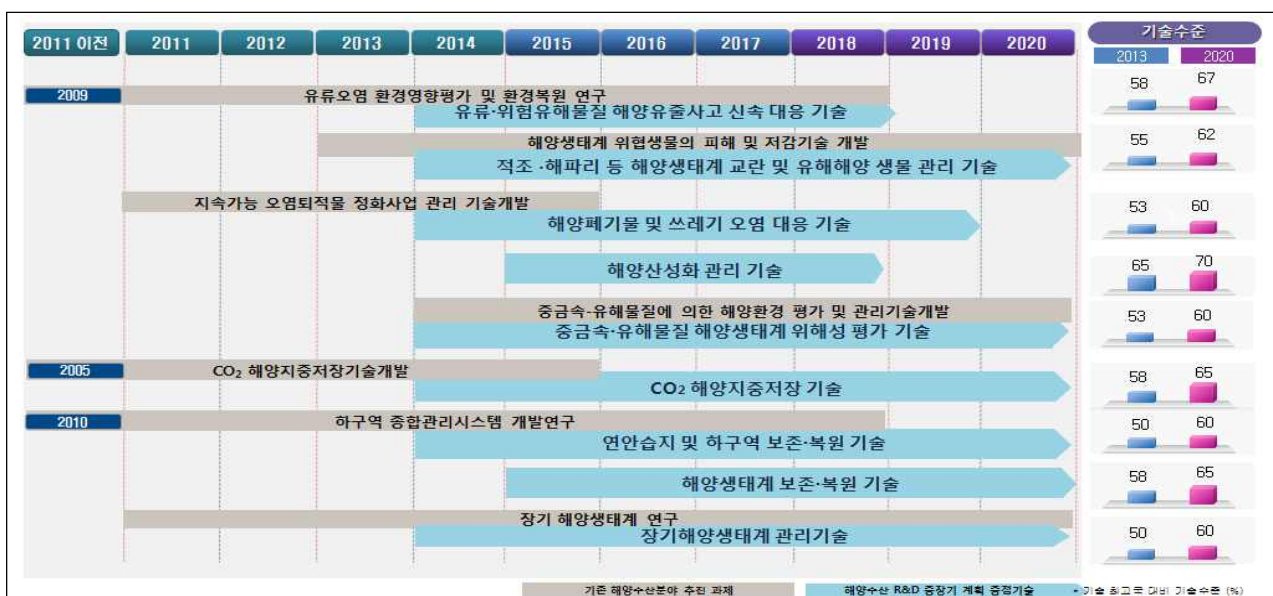 2011 이전 2011 2012 2013 2014 2015 2016 2017 2018 2019 2020
기술수준
2013 2020
2009
유류오염 환경영향평가 및 환경복원 연구
유류·위험유해물질 해양유출사고 신속 대응 기술
58 67
해양생태계 위협생물의 피해 및 저감기술 개발
적조 ·해파리 등 해양생태계 교란 및 유해해양 생물 관리 기술
55 62
지속가능 오염퇴적물 정화사업 관리 기술개발
해양폐기물 및 쓰레기 오염 대응 기술
53 60
해양산성화 관리 기술
65 70
중금속-유해물질에 의한 해양환경 평가 및 관리기술개발
중금속·유해물질 해양생태계 위해성 평가 기술
53 60
2005
CO₂ 해양지중저장기술개발
CO₂ 해양지중저장 기술
58 65
2010
하구역 종합관리시스템 개발연구
연안습지 및 하구역 보존·복원 기술
50 60
해양생태계 보존·복원 기술
58 65
장기 해양생태계 연구
장기해양생태계 관리기술
50 60
기존 해양수산분야 추진 과제
해양수산 R&D 중장기 계획 중점기술
• 기술 최고국 대비 기술수준 (%)